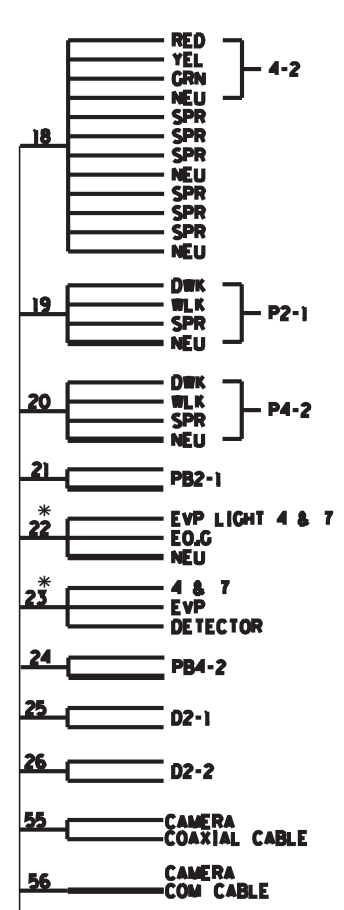 RED
YEL
GRN
NEU
4-2
SPR
SPR
SPR
NEU
SPR
SPR
SPR
NEU
18
DWK
WLK
SPR
NEU
19
P2-1
DWK
WLK
SPR
NEU
20
P4-2
21
PB2-1
*
22
EVP LIGHT 4 & 7
EQ.G
NEU
*
23
4 & 7
EVP
DETECTOR
24
PB4-2
25
D2-1
26
D2-2
55
CAMERA
COAXIAL CABLE
56
CAMERA
COM CABLE